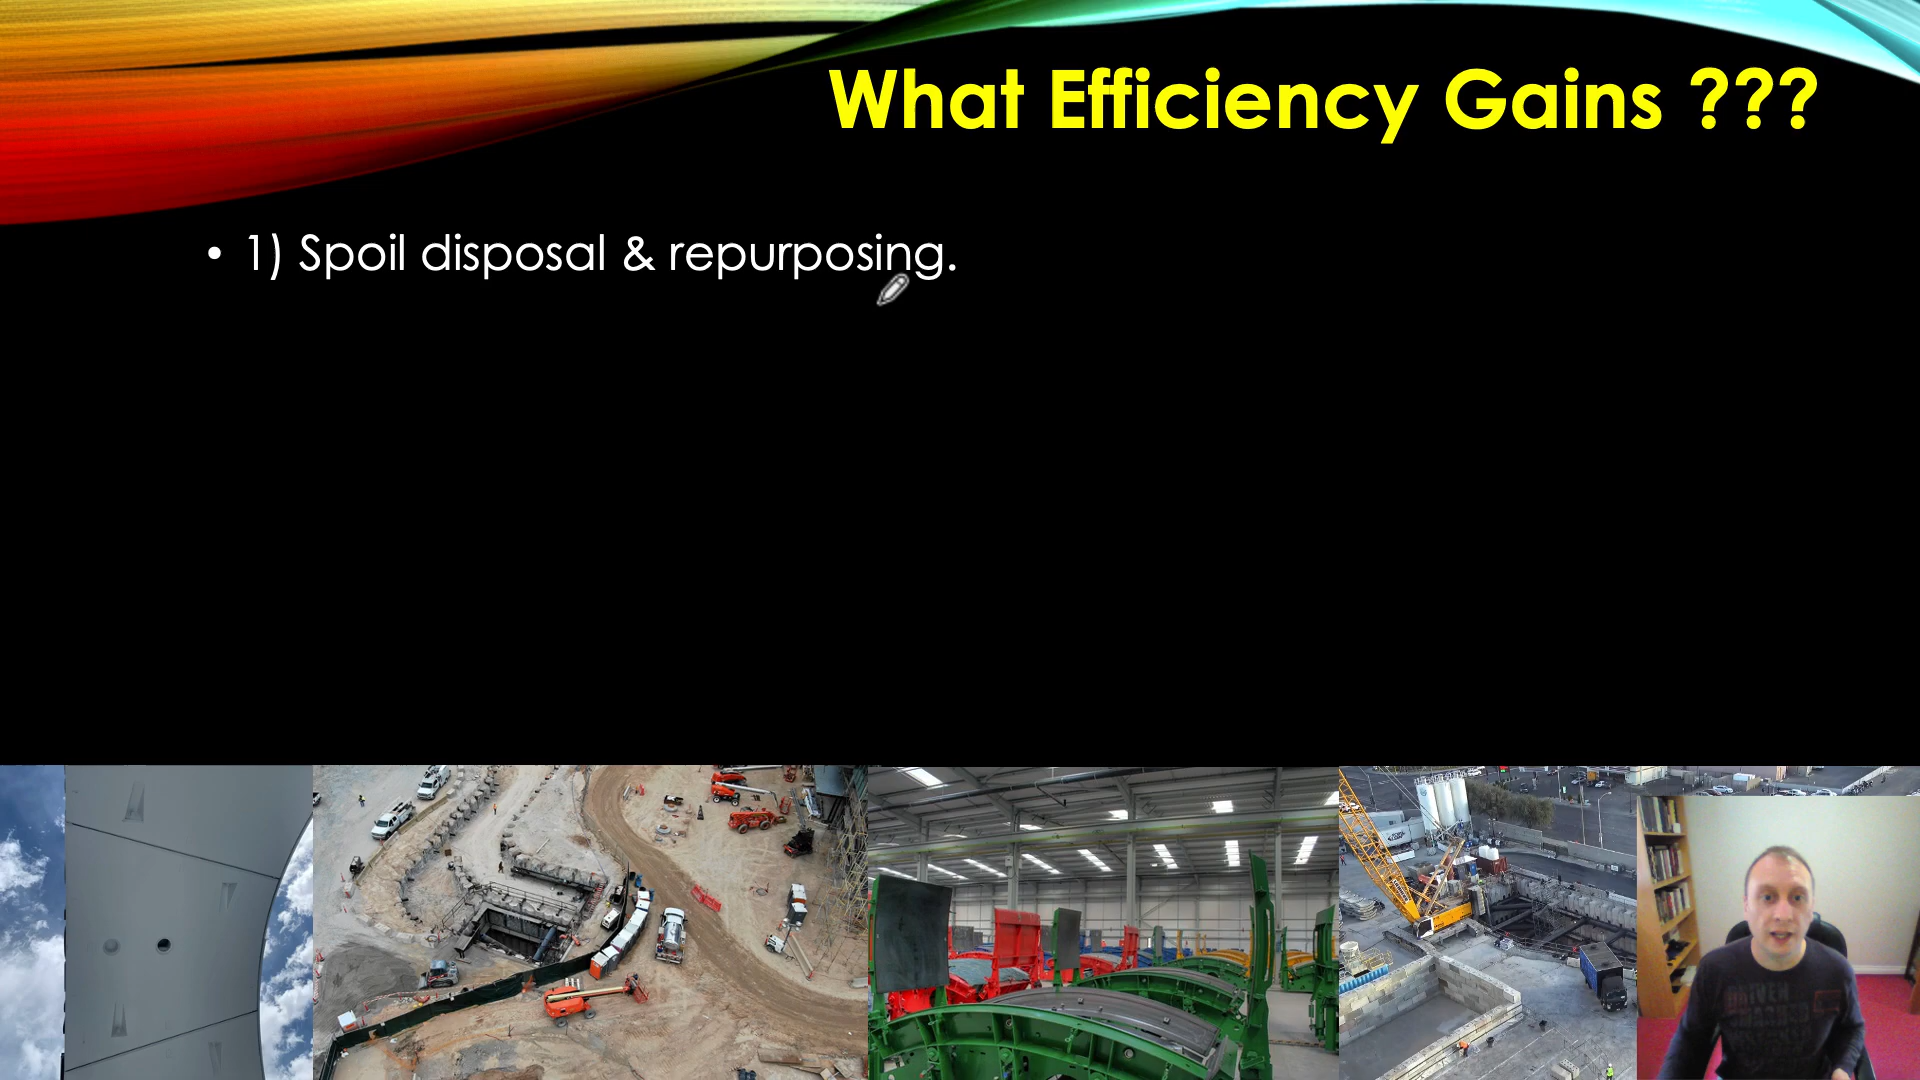 What Efficiency Gains ???
• 1) Spoil disposal & repurposing.